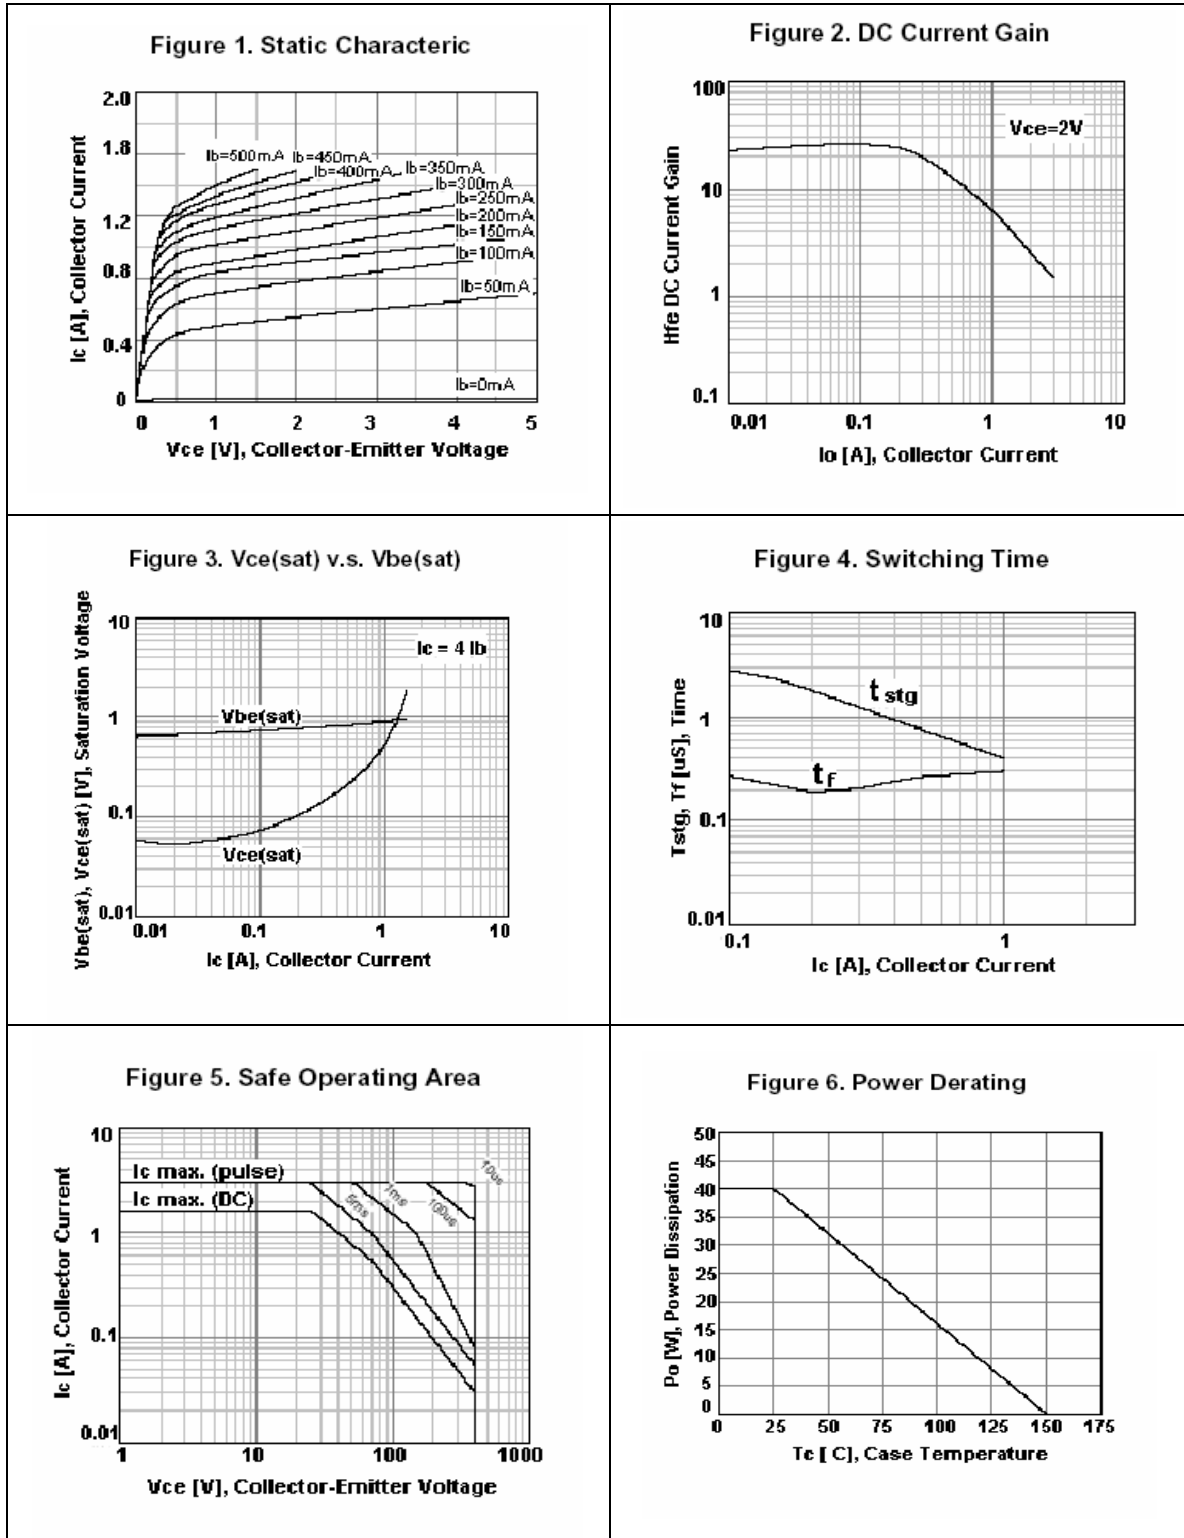 Figure 1. Static Characteric
Ic [A], Collector Current
2.0
1.8
1.2
0.8
0.4
0
Ib=500mA
Ib=450mA
Ib=400mA
Ib=350mA
Ib=300mA
Ib=250mA
Ib=200mA
Ib=150mA
Ib=100mA
Ib=50mA
Ib=0mA
0 1 2 3 4 5
Vce [V], Collector-Emitter Voltage
Figure 2. DC Current Gain
Hfe DC Current Gain
100
10
1
0.1
Vce=2V
0.01 0.1 1 10
Io [A], Collector Current
Figure 3. Vce(sat) v.s. Vbe(sat)
Vbe(sat), Vce(sat) [V], Saturation Voltage
10
1
0.1
0.01
Ic = 4 Ib
Vbe(sat)
Vce(sat)
0.01 0.1 1 10
Ic [A], Collector Current
Figure 4. Switching Time
Tstg, Tf [uS], Time
10
1
0.1
0.01
t stg
t f
0.1 1
Ic [A], Collector Current
Figure 5. Safe Operating Area
Ic [A], Collector Current
10
1
0.1
0.01
Ic max. (pulse)
Ic max. (DC)
5ms
1ms
100us
10us
1 10 100 1000
Vce [V], Collector-Emitter Voltage
Figure 6. Power Derating
Po [W], Power Dissipation
50
45
40
35
30
25
20
15
10
5
0
0 25 50 75 100 125 150 175
Tc [ C], Case Temperature